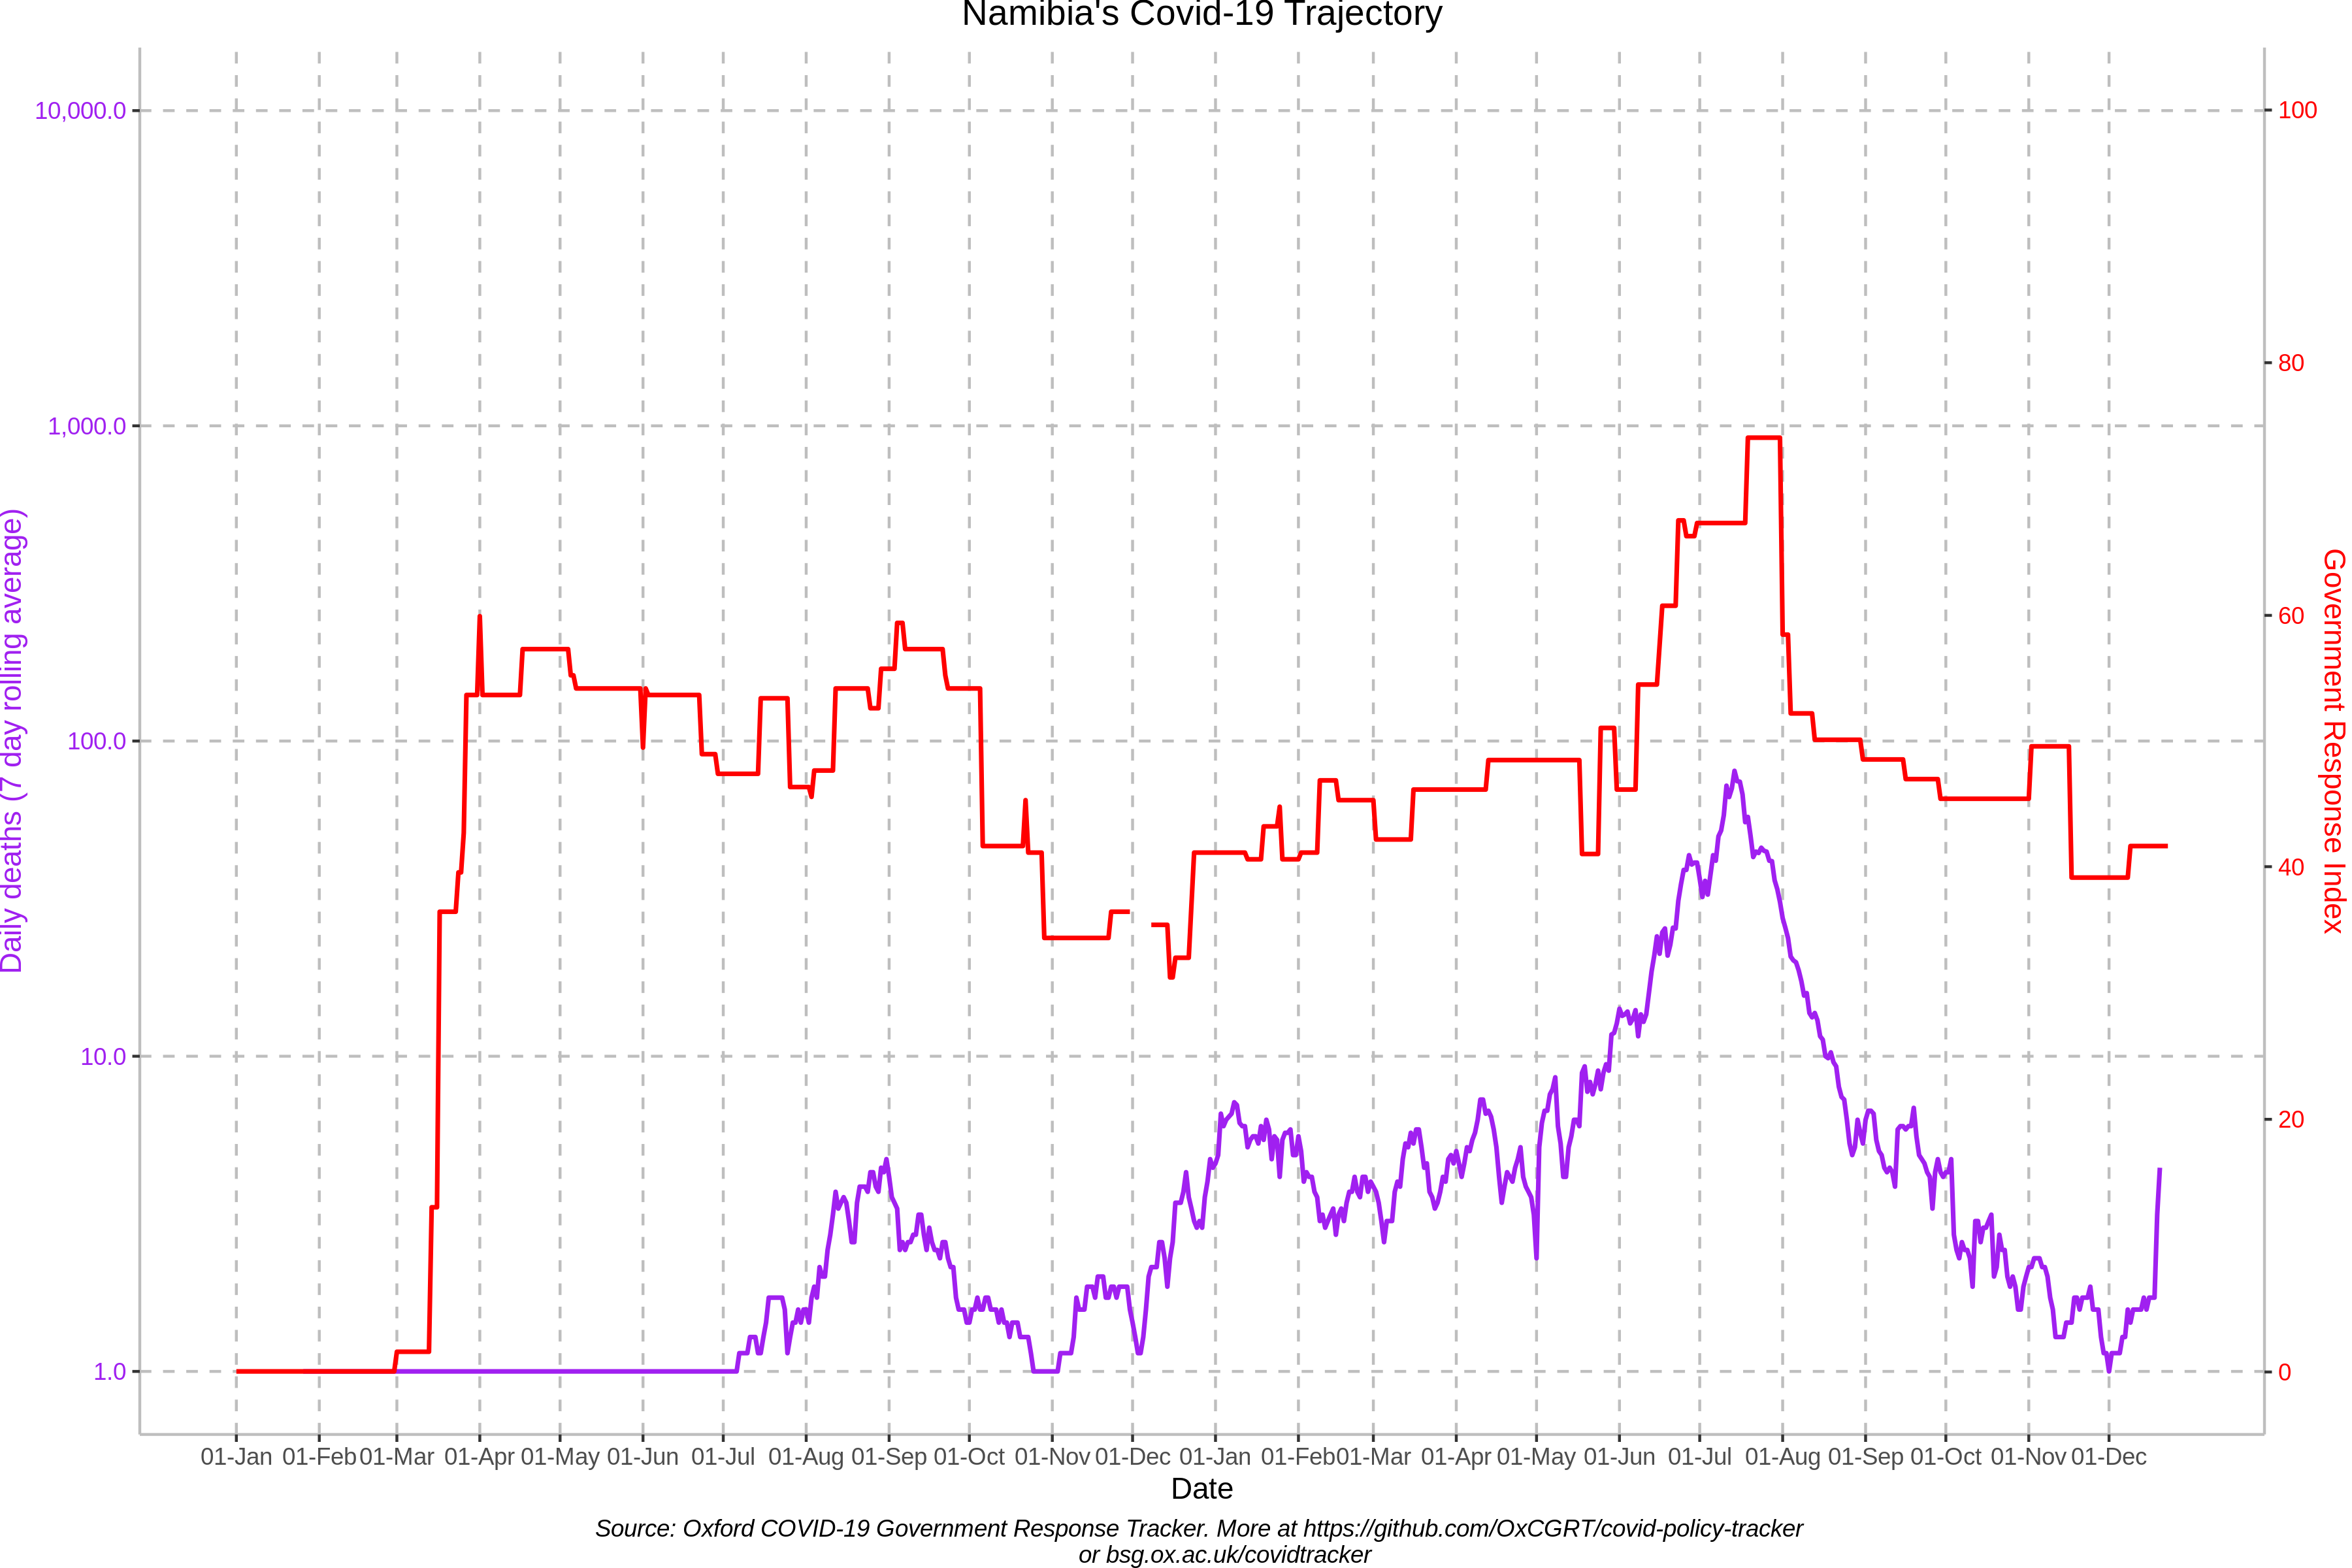 Namibia's Covid-19 Trajectory
10,000.0
1,000.0
100.0
10.0
1.0
Daily deaths (7 day rolling average)
100
80
60
40
20
0
Government Response Index
01-Jan 01-Feb 01-Mar 01-Apr 01-May 01-Jun 01-Jul 01-Aug 01-Sep 01-Oct 01-Nov 01-Dec 01-Jan 01-Feb 01-Mar 01-Apr 01-May 01-Jun 01-Jul 01-Aug 01-Sep 01-Oct 01-Nov 01-Dec
Date
Source: Oxford COVID-19 Government Response Tracker. More at https://github.com/OxCGRT/covid-policy-tracker
or bsg.ox.ac.uk/covidtracker